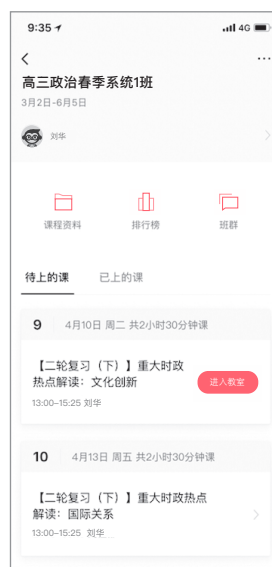 9:35
4G
高三政治春季系统1班
3月2日-6月5日
刘华
课程资料
排行榜
班群
待上的课
已上的课
9
4月10日 周二 共2小时30分钟课
【二轮复习（下）】重大时政
热点解读：文化创新
进入教室
13:00-15:25 刘华
10
4月13日 周五 共2小时30分钟课
【二轮复习（下）】重大时政热点
解读：国际关系
13:00-15:25 刘华